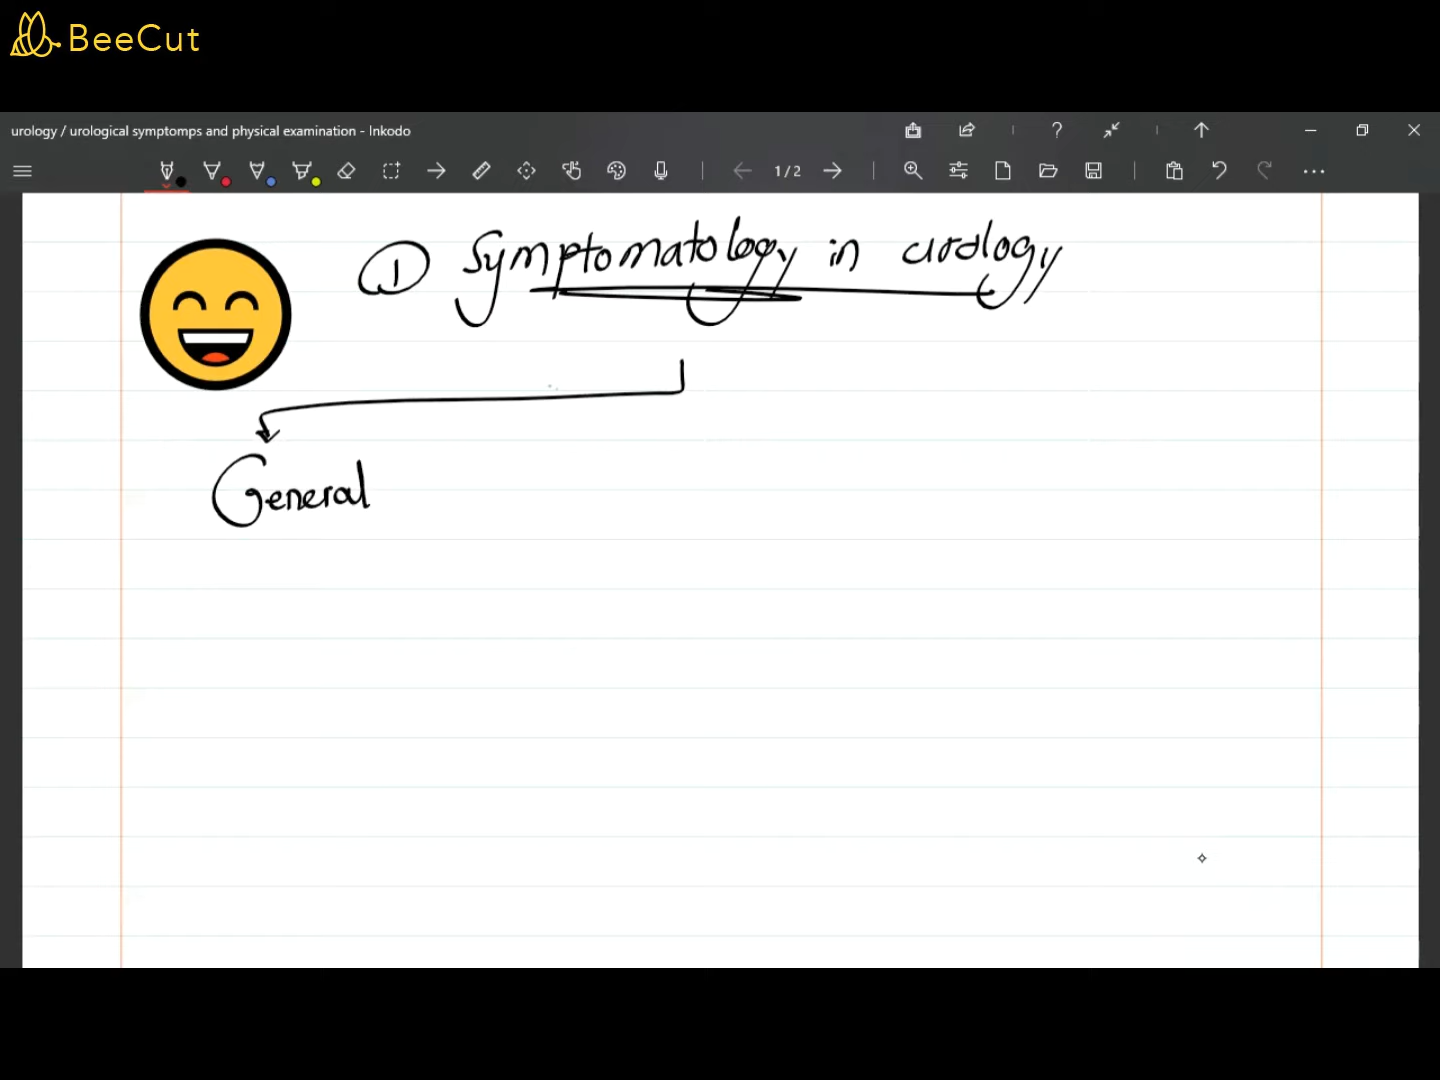 BeeCut
urology / urological symptomps and physical examination - Inkodo
1 / 2
① Symptomatology in urology
General